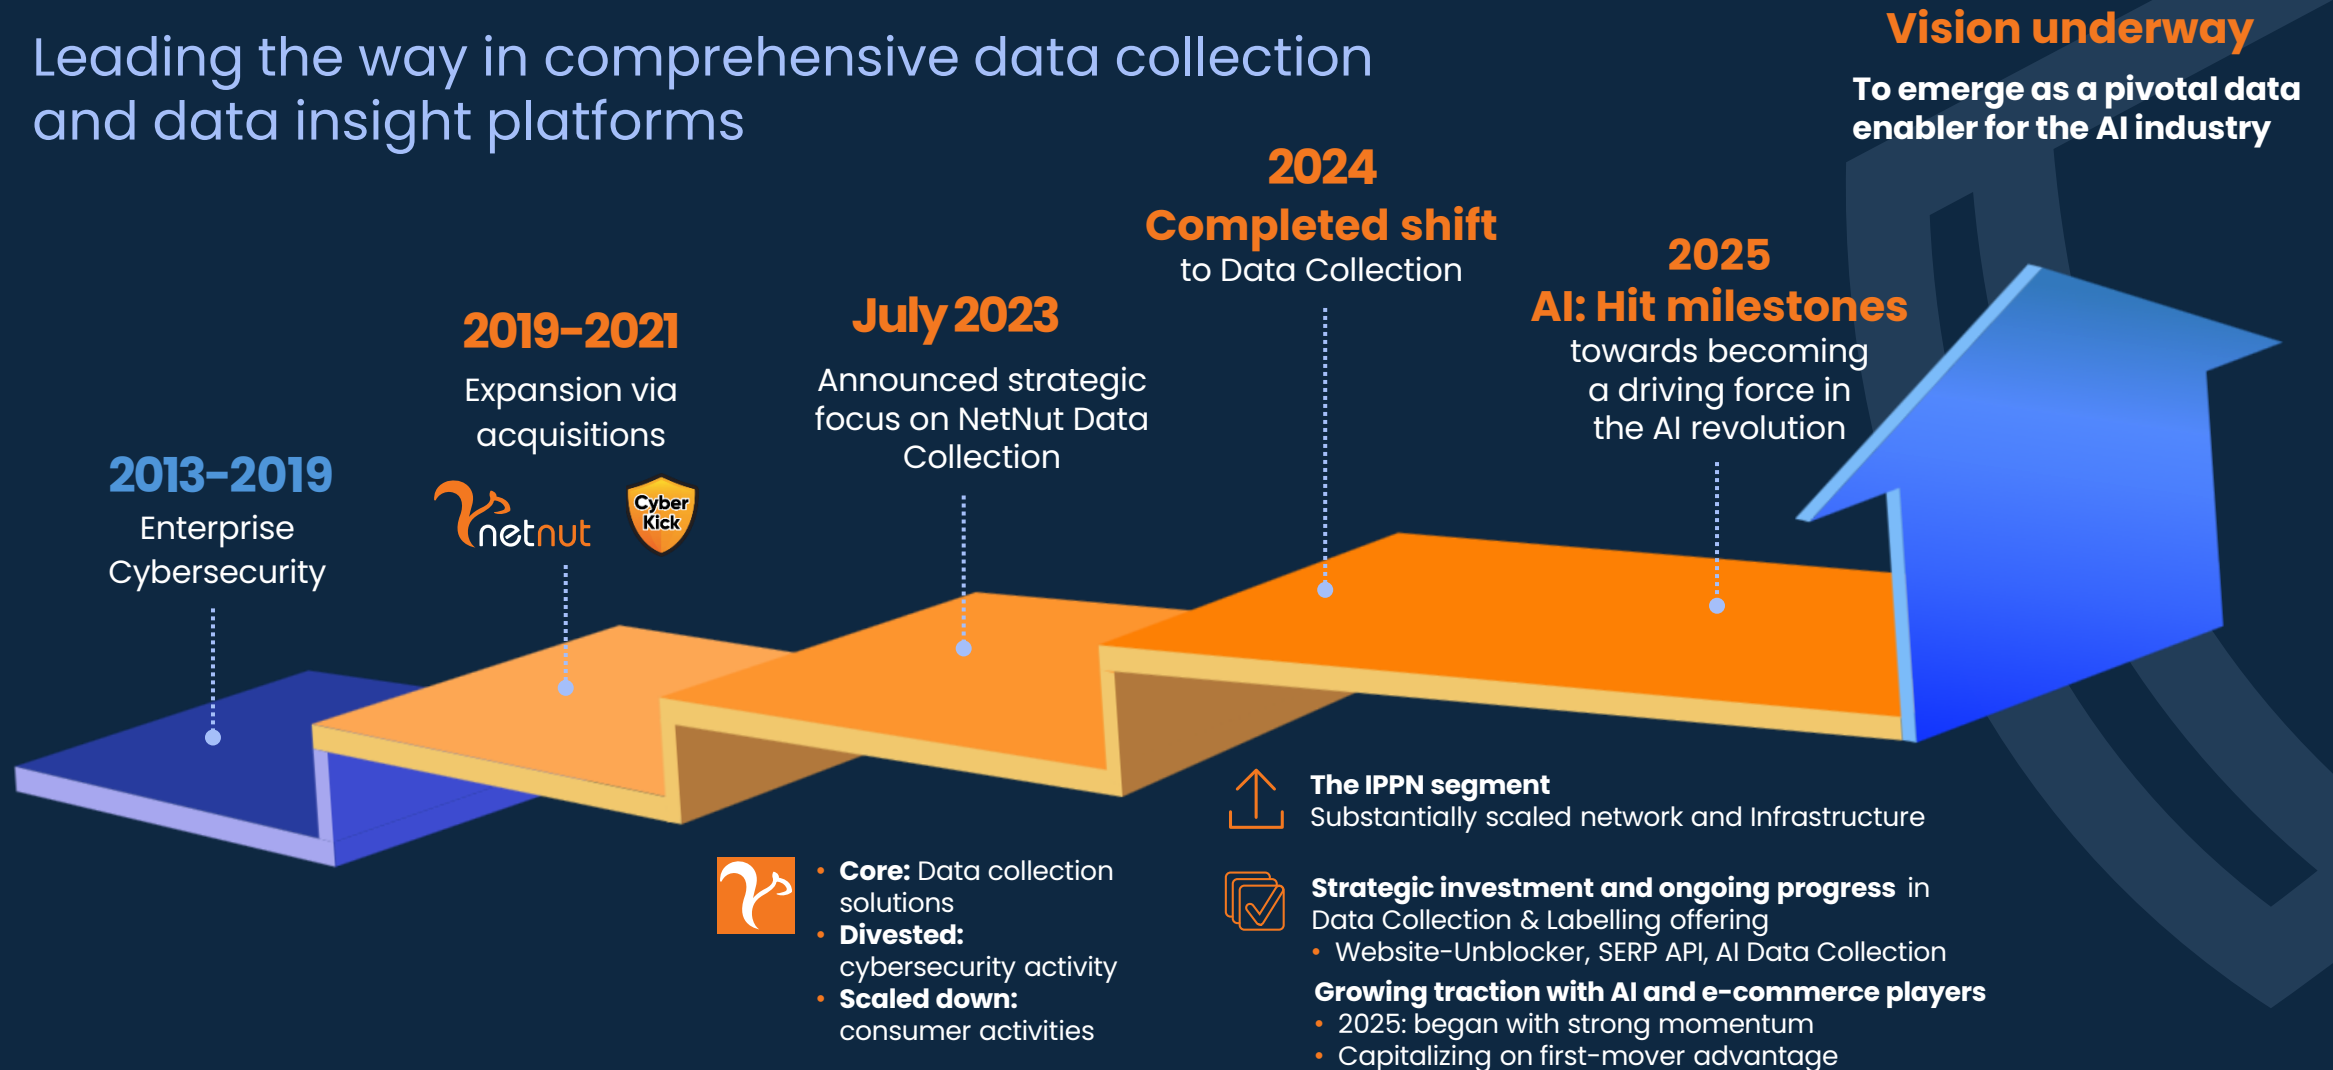 Leading the way in comprehensive data collection
and data insight platforms
Vision underway
To emerge as a pivotal data
enabler for the AI industry
2013-2019
Enterprise
Cybersecurity
2019-2021
Expansion via
acquisitions
netnut
Cyber
Kick
July 2023
Announced strategic
focus on NetNut Data
Collection
2024
Completed shift
to Data Collection
2025
AI: Hit milestones
towards becoming
a driving force in
the AI revolution
• Core: Data collection
solutions
• Divested:
cybersecurity activity
• Scaled down:
consumer activities
The IPPN segment
Substantially scaled network and Infrastructure
Strategic investment and ongoing progress in
Data Collection & Labelling offering
• Website-Unblocker, SERP API, AI Data Collection
Growing traction with AI and e-commerce players
• 2025: began with strong momentum
• Capitalizing on first-mover advantage